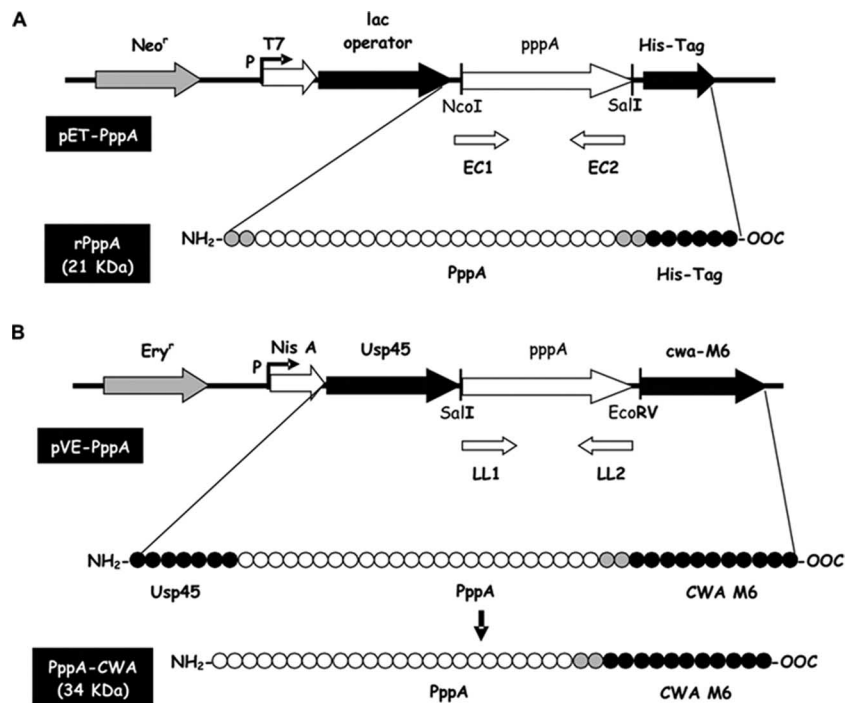 A
Neoʳ
P
T7
lac
operator
pppA
His-Tag
NcoI
SalI
pET-PppA
EC1
EC2
NH₂-
-OOC
rPppA
(21 KDa)
PppA
His-Tag
B
Eryʳ
P
Nis A
Usp45
pppA
cwa-M6
SalI
EcoRV
pVE-PppA
LL1
LL2
NH₂-
-OOC
Usp45
PppA
CWA M6
PppA-CWA
(34 KDa)
NH₂-
-OOC
PppA
CWA M6